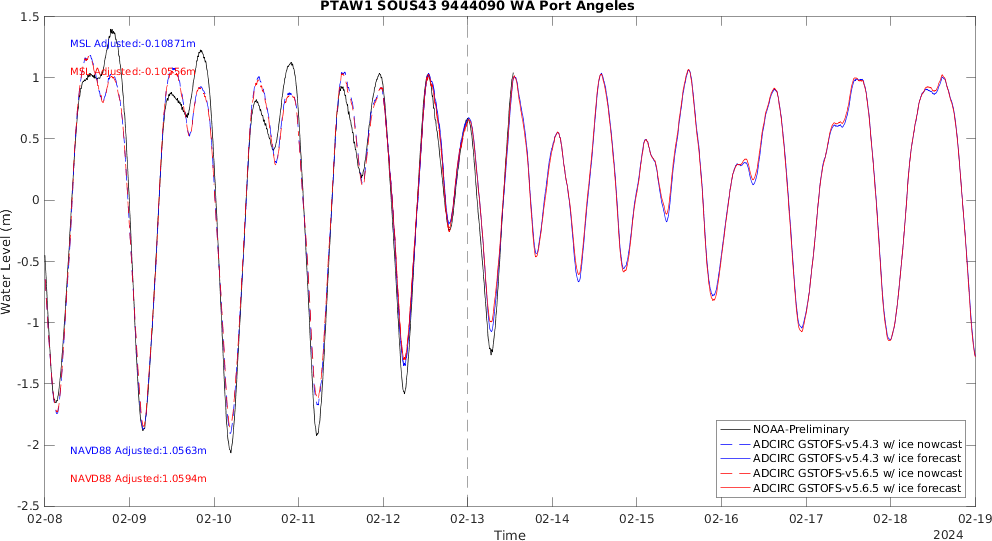 PTAW1 SOUS43 9444090 WA Port Angeles
1.5
1
0.5
0
-0.5
-1
-1.5
-2
-2.5
Water Level (m)
MSL Adjusted:-0.10871m
MSL Adjusted:-0.10536m
NAVD88 Adjusted:1.0563m
NAVD88 Adjusted:1.0594m
NOAA-Preliminary
ADCIRC GSTOFS-v5.4.3 w/ ice nowcast
ADCIRC GSTOFS-v5.4.3 w/ ice forecast
ADCIRC GSTOFS-v5.6.5 w/ ice nowcast
ADCIRC GSTOFS-v5.6.5 w/ ice forecast
02-08 02-09 02-10 02-11 02-12 02-13 02-14 02-15 02-16 02-17 02-18 02-19
Time
2024